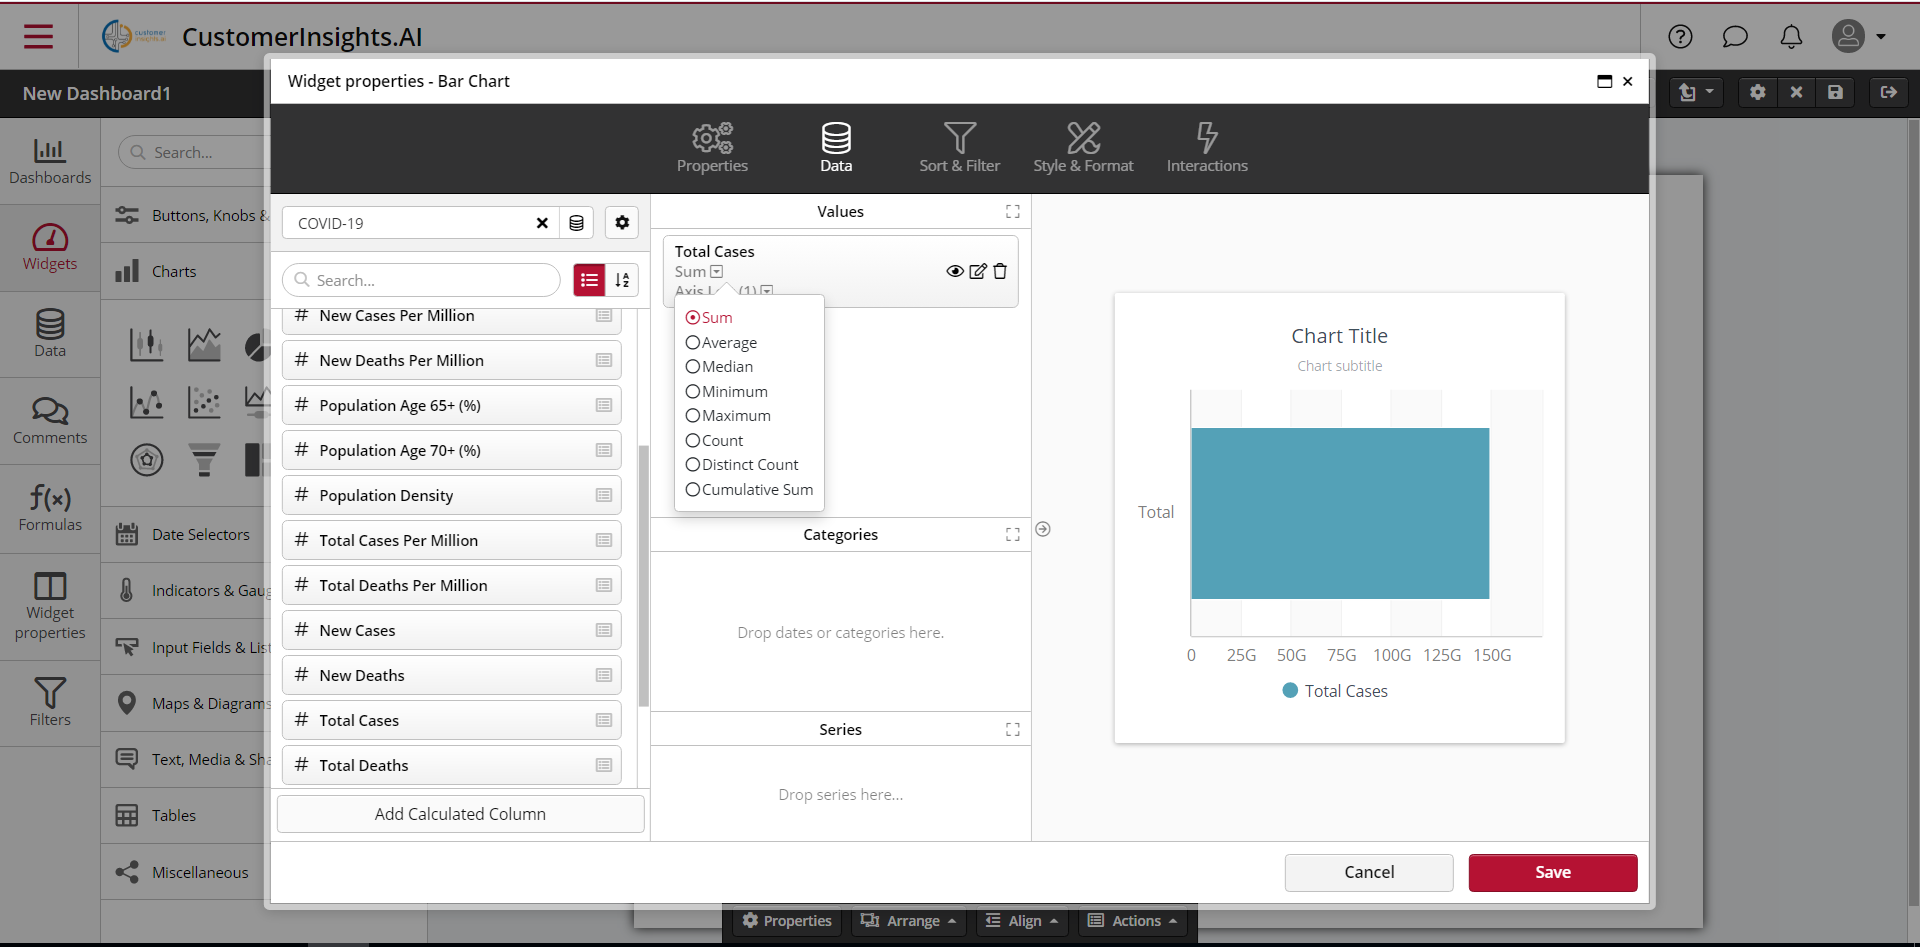 customer
insights.ai
CustomerInsights.AI
Widget properties - Bar Chart
New Dashboard1
Properties
Data
Sort & Filter
Style & Format
Interactions
Dashboards
Widgets
Data
Comments
f(x)
Formulas
Widget
properties
Filters
Search...
Buttons, Knobs &
Charts
Date Selectors
Indicators & Gau
Input Fields & List
Maps & Diagrams
Text, Media & Sha
Tables
Miscellaneous
COVID-19
Search...
# New Cases Per Million
# New Deaths Per Million
# Population Age 65+ (%)
# Population Age 70+ (%)
# Population Density
# Total Cases Per Million
# Total Deaths Per Million
# New Cases
# New Deaths
# Total Cases
# Total Deaths
Add Calculated Column
Values
Total Cases
Sum
Axis L (1)
Sum
Average
Median
Minimum
Maximum
Count
Distinct Count
Cumulative Sum
Categories
Drop dates or categories here.
Series
Drop series here...
Chart Title
Chart subtitle
Total
0 25G 50G 75G 100G 125G 150G
Total Cases
Cancel
Save
Properties
Arrange
Align
Actions